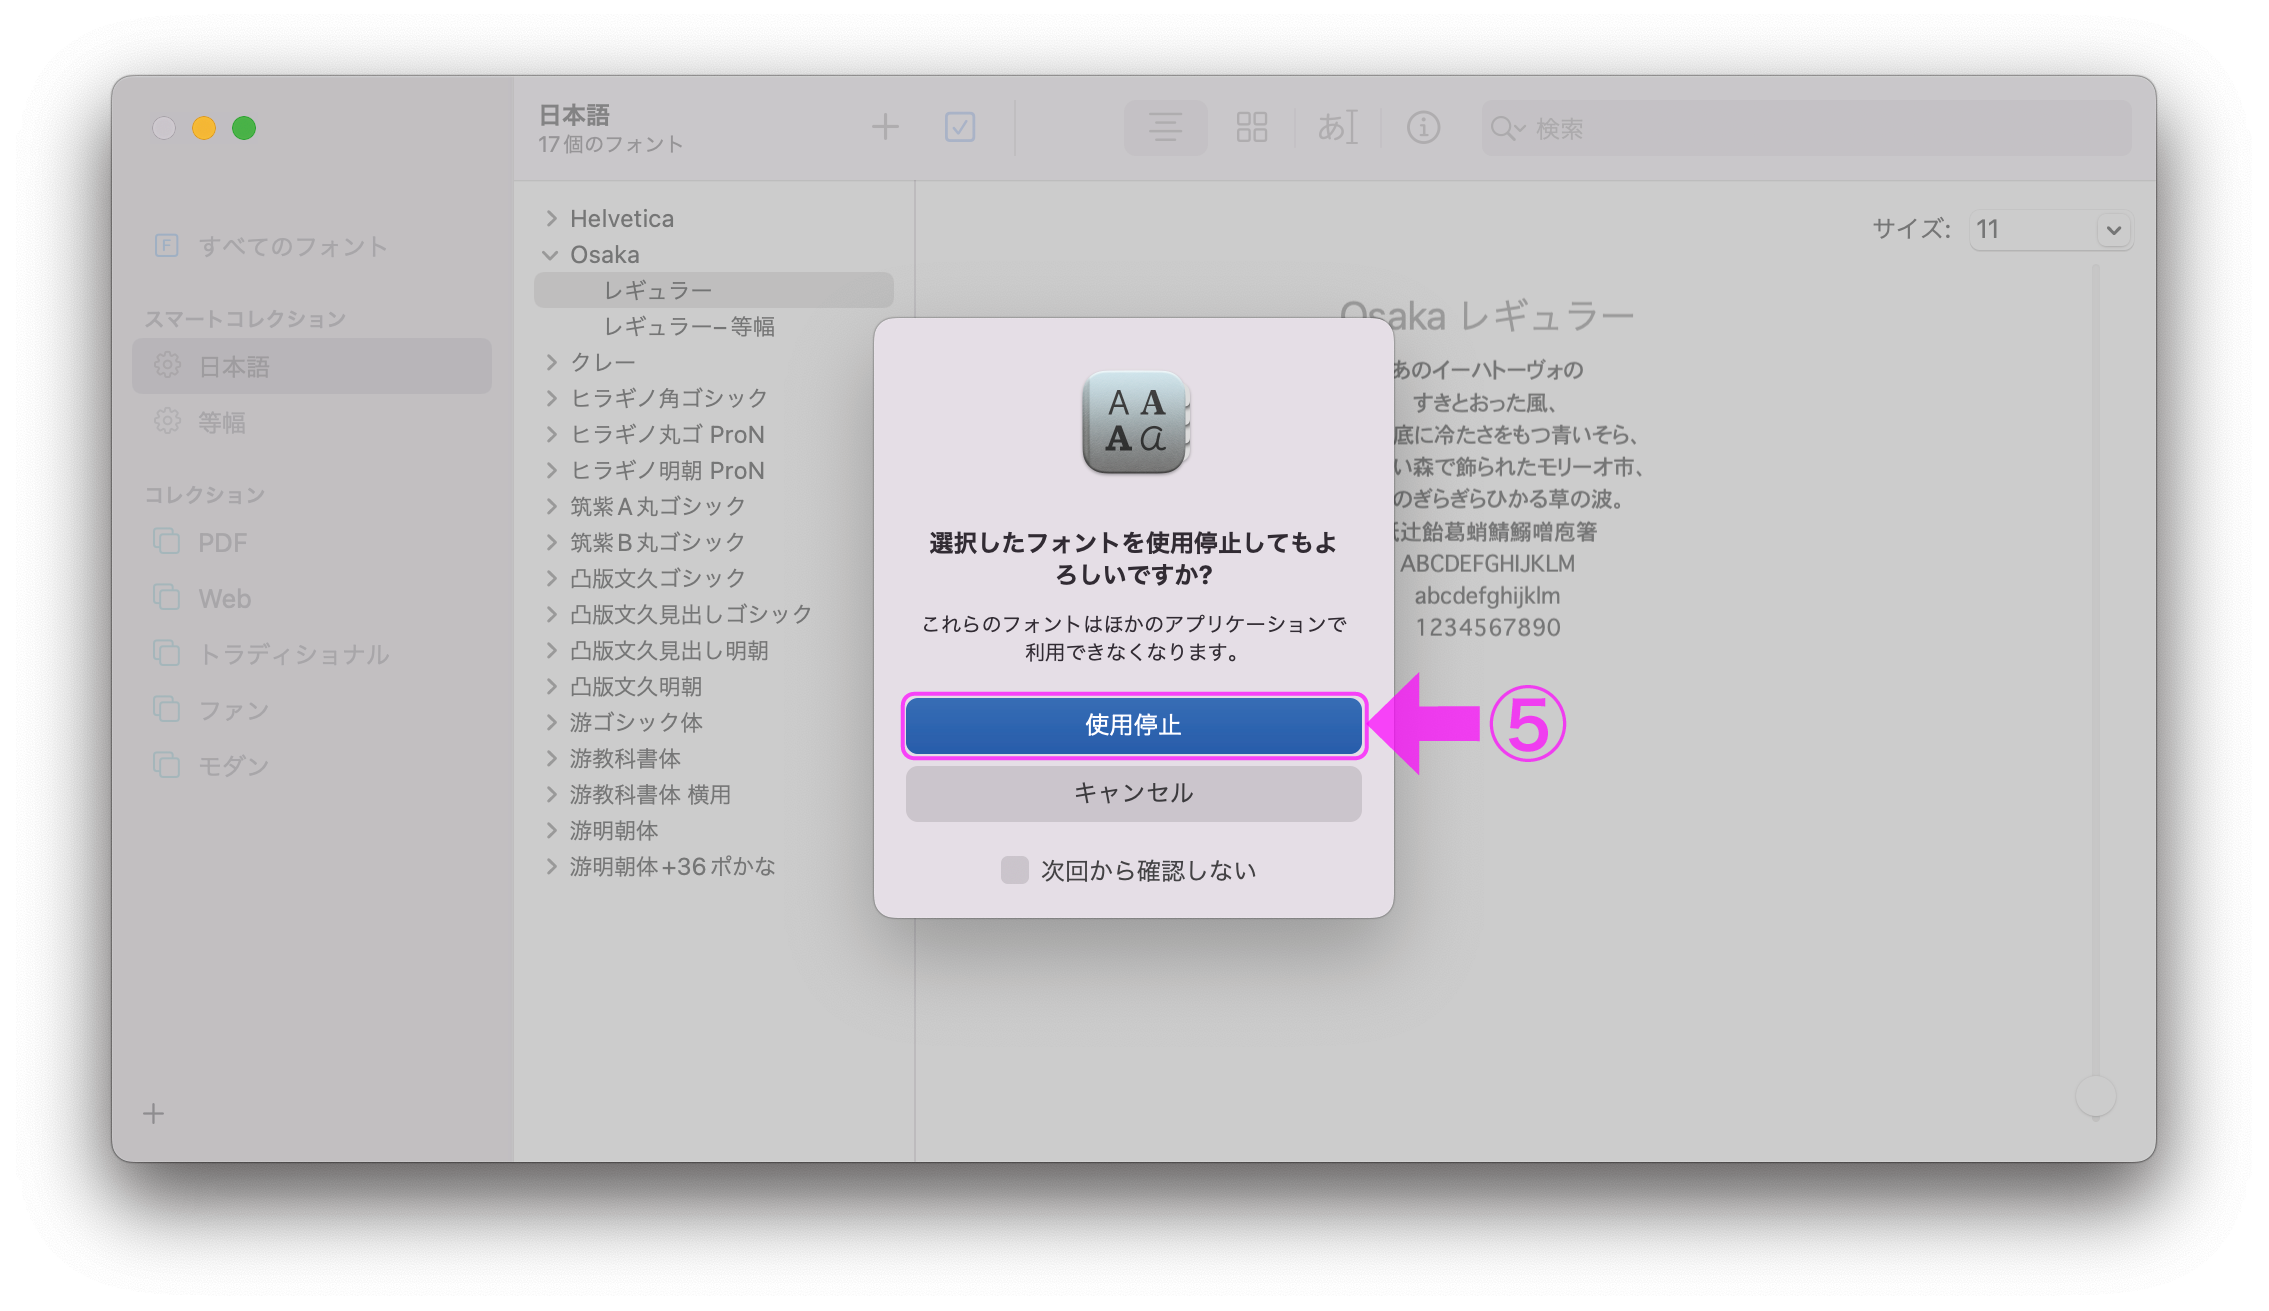 日本語
17個のフォント
あ
検索
F
すべてのフォント
スマートコレクション
日本語
等幅
コレクション
PDF
Web
トラディショナル
ファン
モダン
Helvetica
Osaka
レギュラー
レギュラー–等幅
クレー
ヒラギノ角ゴシック
ヒラギノ丸ゴ ProN
ヒラギノ明朝 ProN
筑紫A丸ゴシック
筑紫B丸ゴシック
凸版文久ゴシック
凸版文久見出しゴシック
凸版文久見出し明朝
凸版文久明朝
游ゴシック体
游教科書体
游教科書体 横用
游明朝体
游明朝体+36ポかな
サイズ: 11
Osaka レギュラー
あのイーハトーヴォの
すきとおった風、
底に冷たさをもつ青いそら、
い森で飾られたモリーオ市、
のぎらぎらひかる草の波。
辻飴葛蛸鯖鰯噌庖箸
ABCDEFGHIJKLM
abcdefghijklm
1234567890
A A
A a
選択したフォントを使用停止してもよ
ろしいですか?
これらのフォントはほかのアプリケーションで
利用できなくなります。
使用停止
⑤
キャンセル
次回から確認しない